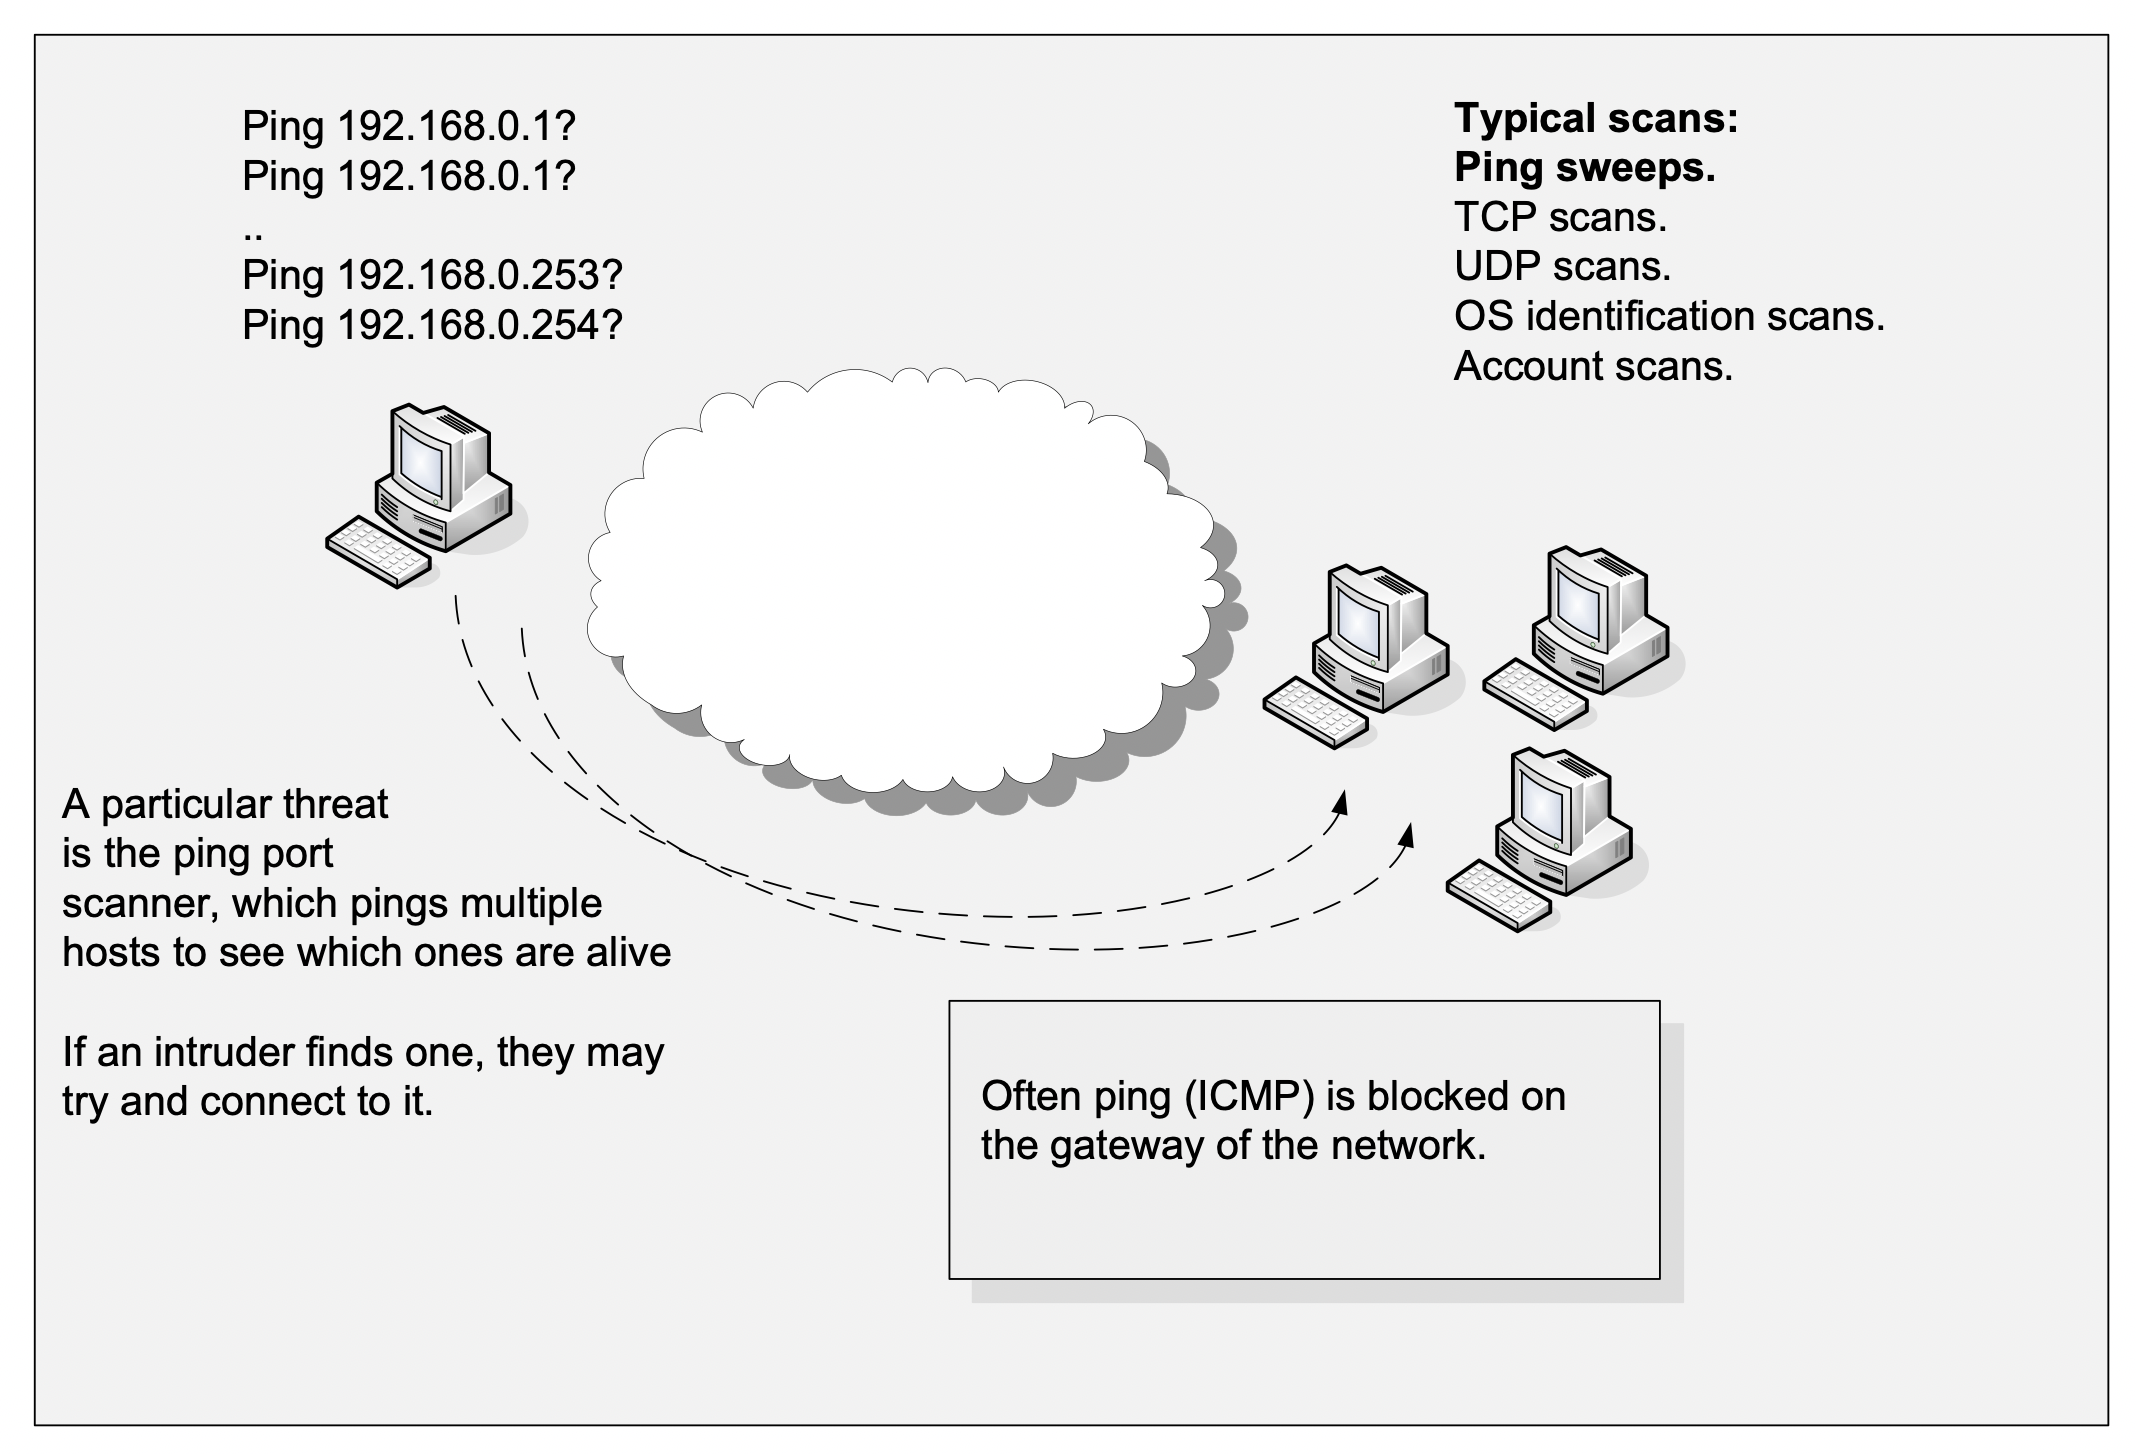 Ping 192.168.0.1?
Ping 192.168.0.1?
..
Ping 192.168.0.253?
Ping 192.168.0.254?
Typical scans:
Ping sweeps.
TCP scans.
UDP scans.
OS identification scans.
Account scans.
A particular threat
is the ping port
scanner, which pings multiple
hosts to see which ones are alive
If an intruder finds one, they may
try and connect to it.
Often ping (ICMP) is blocked on
the gateway of the network.